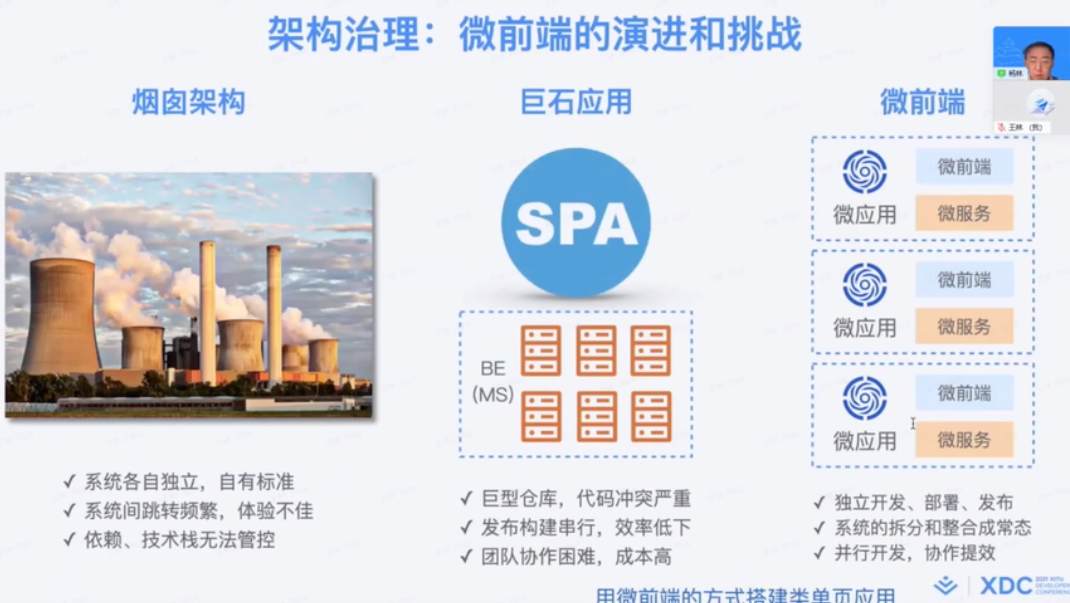 架构治理：微前端的演进和挑战
烟囱架构
巨石应用
微前端
杨林
王林 (我)
SPA
BE
(MS)
微应用
微前端
微服务
微应用
微前端
微服务
微应用
微前端
微服务
✓ 系统各自独立，自有标准
✓ 系统间跳转频繁，体验不佳
✓ 依赖、技术栈无法管控
✓ 巨型仓库，代码冲突严重
✓ 发布构建串行，效率低下
✓ 团队协作困难，成本高
✓ 独立开发、部署、发布
✓ 系统的拆分和整合成常态
✓ 并行开发，协作提效
用微前端的方式搭建类单页应用
XDC